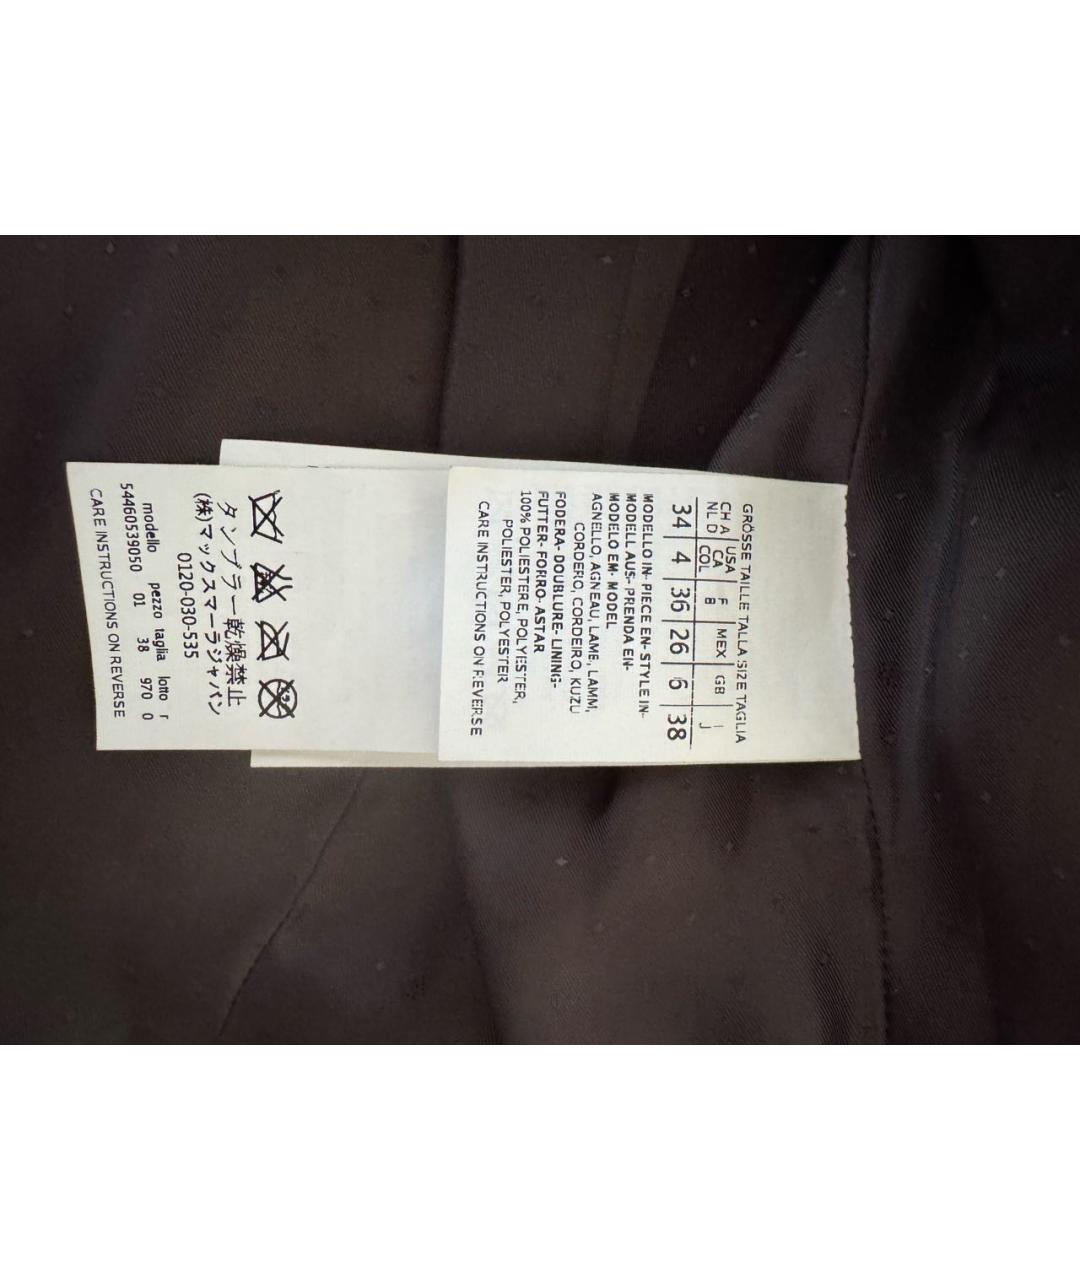 GRÖSSE TAILLE TALLA SIZE TAGLIA
CH A USA F MEX GB I
NL D CA B J
COL
34 4 36 26 6 38
MODELLO IN- PIECE EN- STYLE IN-
MODELL AUS- PRENDA EN-
MODELO EM- MODEL
AGNELLO, AGNEAU, LAMB, LAMM,
CORDERO, CORDEIRO, KUZU
FODERA- DOUBLURE- LINING-
FUTTER- FORRO- ASTAR
100% POLIESTERE, POLYESTER,
POLIESTER, POLYESTER
CARE INSTRUCTIONS ON REVERSE
タンブラー乾燥禁止
(株)マックスマーラジャパン
0120-030-535
modello pezzo taglia lotto r
54460539050 01 38 970 0
CARE INSTRUCTIONS ON REVERSE